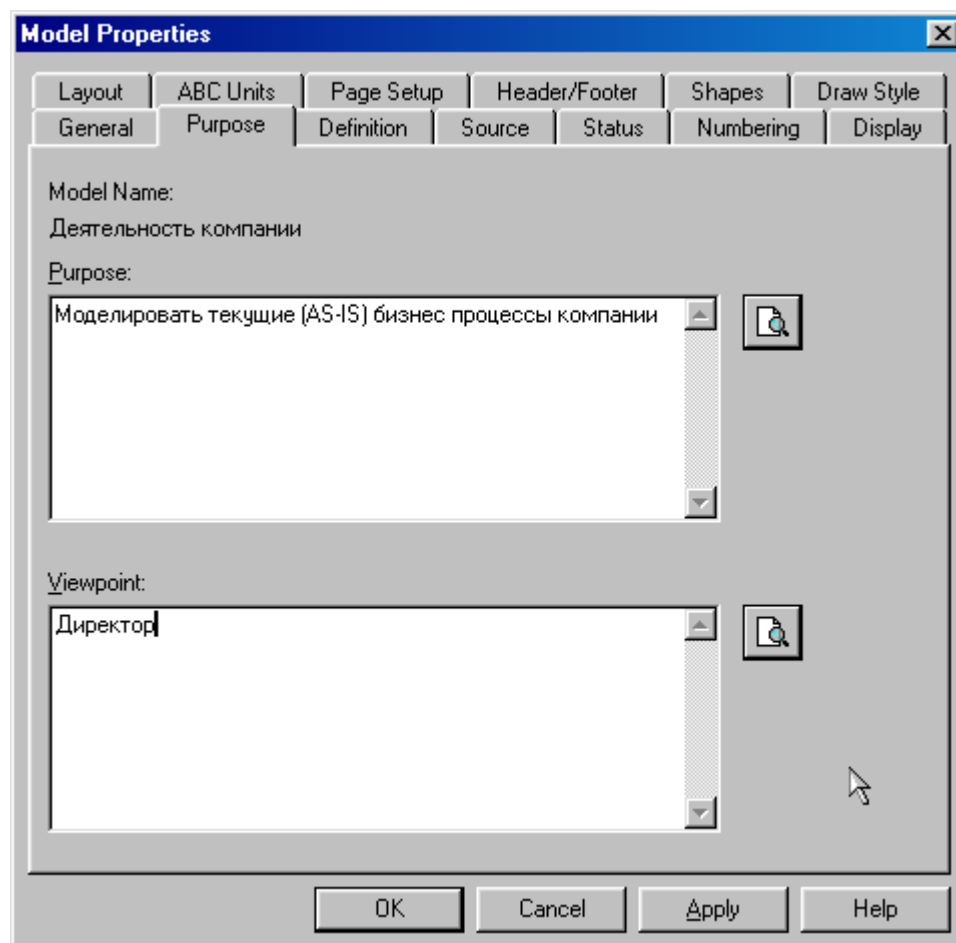 Model Properties
Layout ABC Units Page Setup Header/Footer Shapes Draw Style
General Purpose Definition Source Status Numbering Display
Model Name:
Деятельность компании
Purpose:
Моделировать текущие (AS-IS) бизнес процессы компании
Viewpoint:
Директор
OK Cancel Apply Help